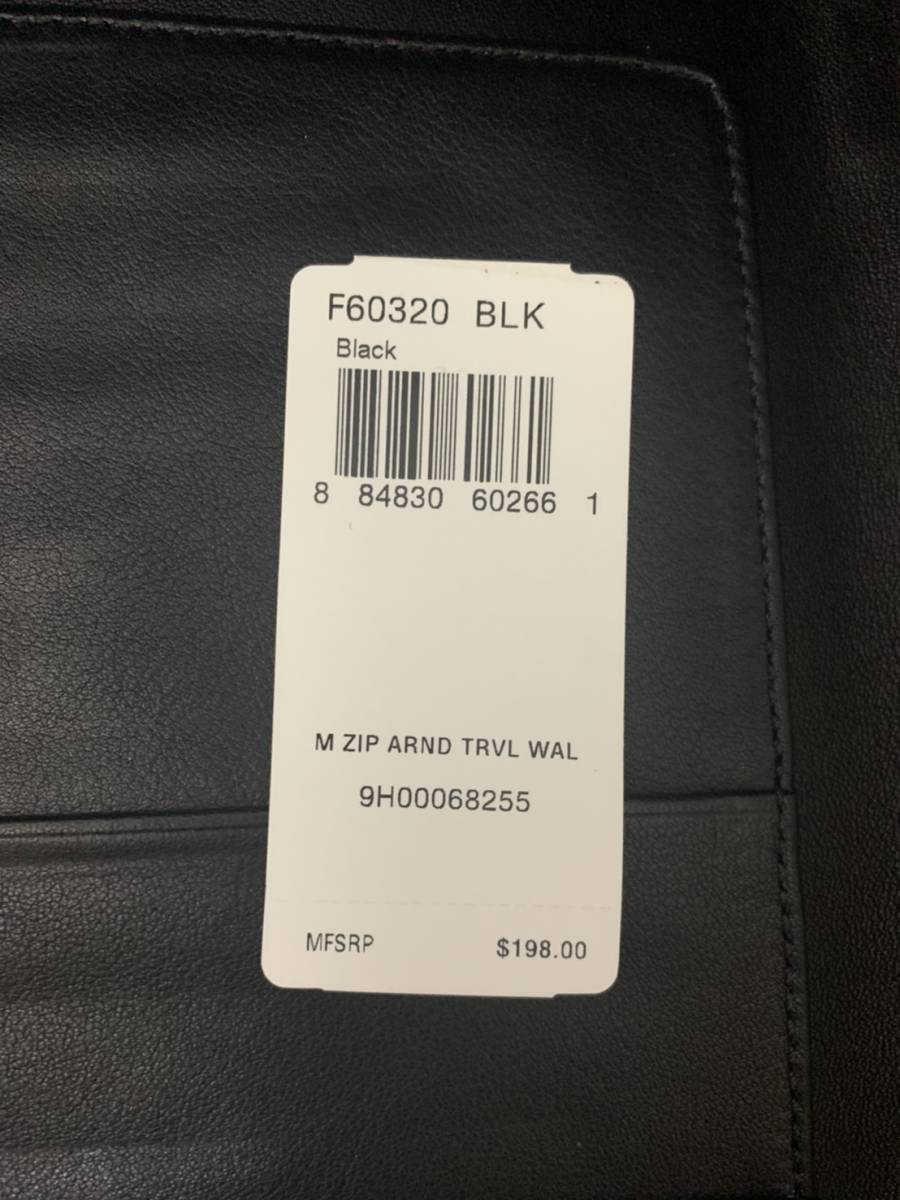 F60320 BLK
Black
8 84830 60266 1
M ZIP ARND TRVL WAL
9H00068255
MFSRP $198.00